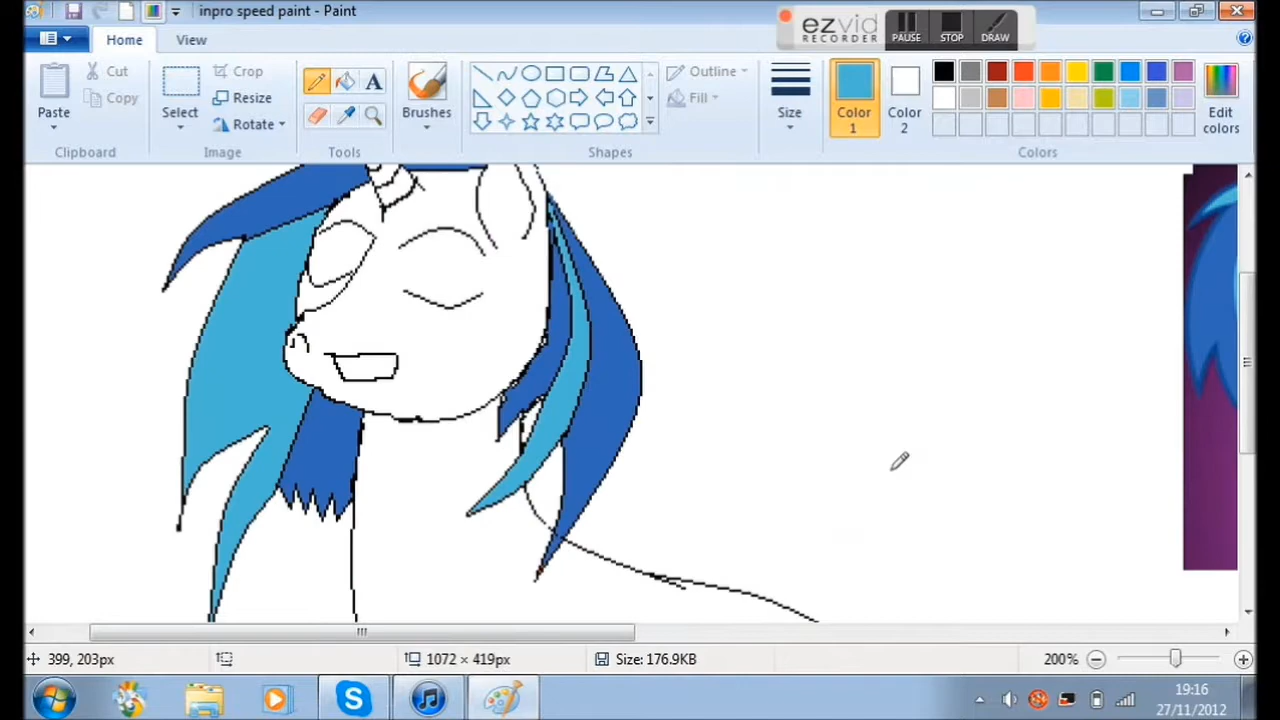 inpro speed paint - Paint
ezvid
RECORDER
PAUSE
STOP
DRAW
Home
View
Paste
Cut
Copy
Clipboard
Select
Crop
Resize
Rotate
Image
A
Tools
Brushes
Outline
Fill
Shapes
Size
Color
1
Color
2
Edit
colors
Colors
399, 203px
1072 × 419px
Size: 176.9KB
200%
19:16
27/11/2012